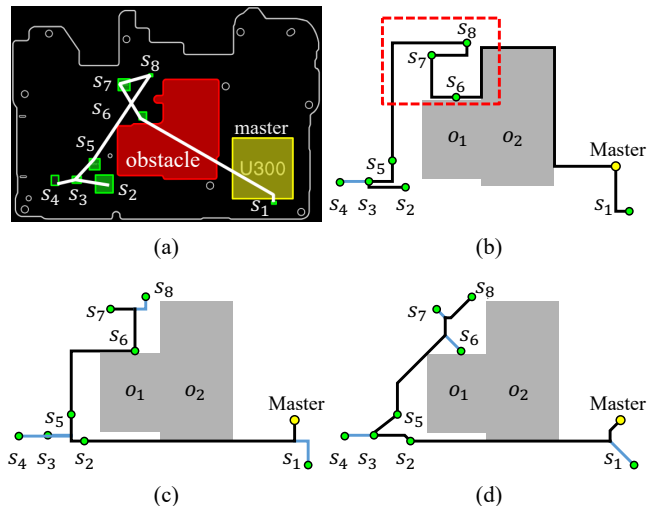 s₈
s₇
s₆
master
s₅
obstacle
U300
s₄ s₃ s₂
s₁
(a)
s₈
s₇
s₆
o₁ o₂
s₅
Master
s₄ s₃ s₂
s₁
(b)
s₈
s₇
s₆
o₁ o₂
Master
s₅
s₄ s₃ s₂
s₁
(c)
s₈
s₇
s₆
o₁ o₂
Master
s₅
s₄ s₃ s₂
s₁
(d)